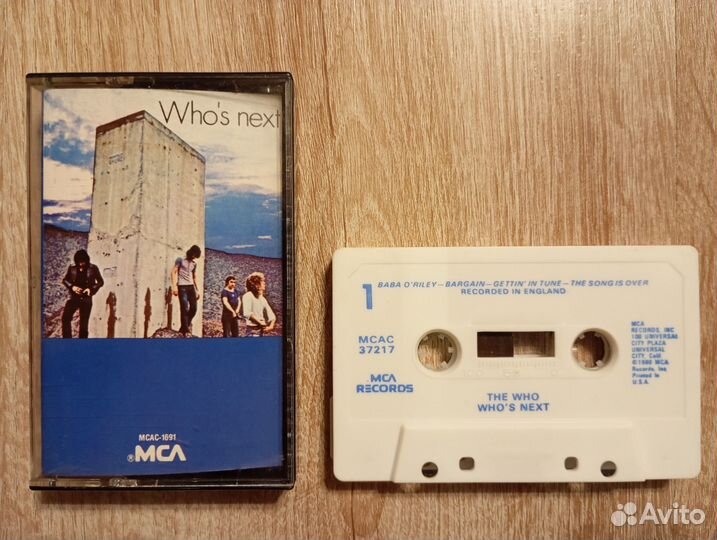 Who's next
MCAC-1691
®MCA
1
BABA O'RILEY—BARGAIN—GETTIN' IN TUNE—THE SONG IS OVER
RECORDED IN ENGLAND
MCAC
37217
MCA
RECORDS
MCA
RECORDS, INC
100 UNIVERSAL
CITY PLAZA
UNIVERSAL
CITY, Calif.
©1980 MCA
Records, Inc.
Printed in
U.S.A.
THE WHO
WHO'S NEXT
Avito